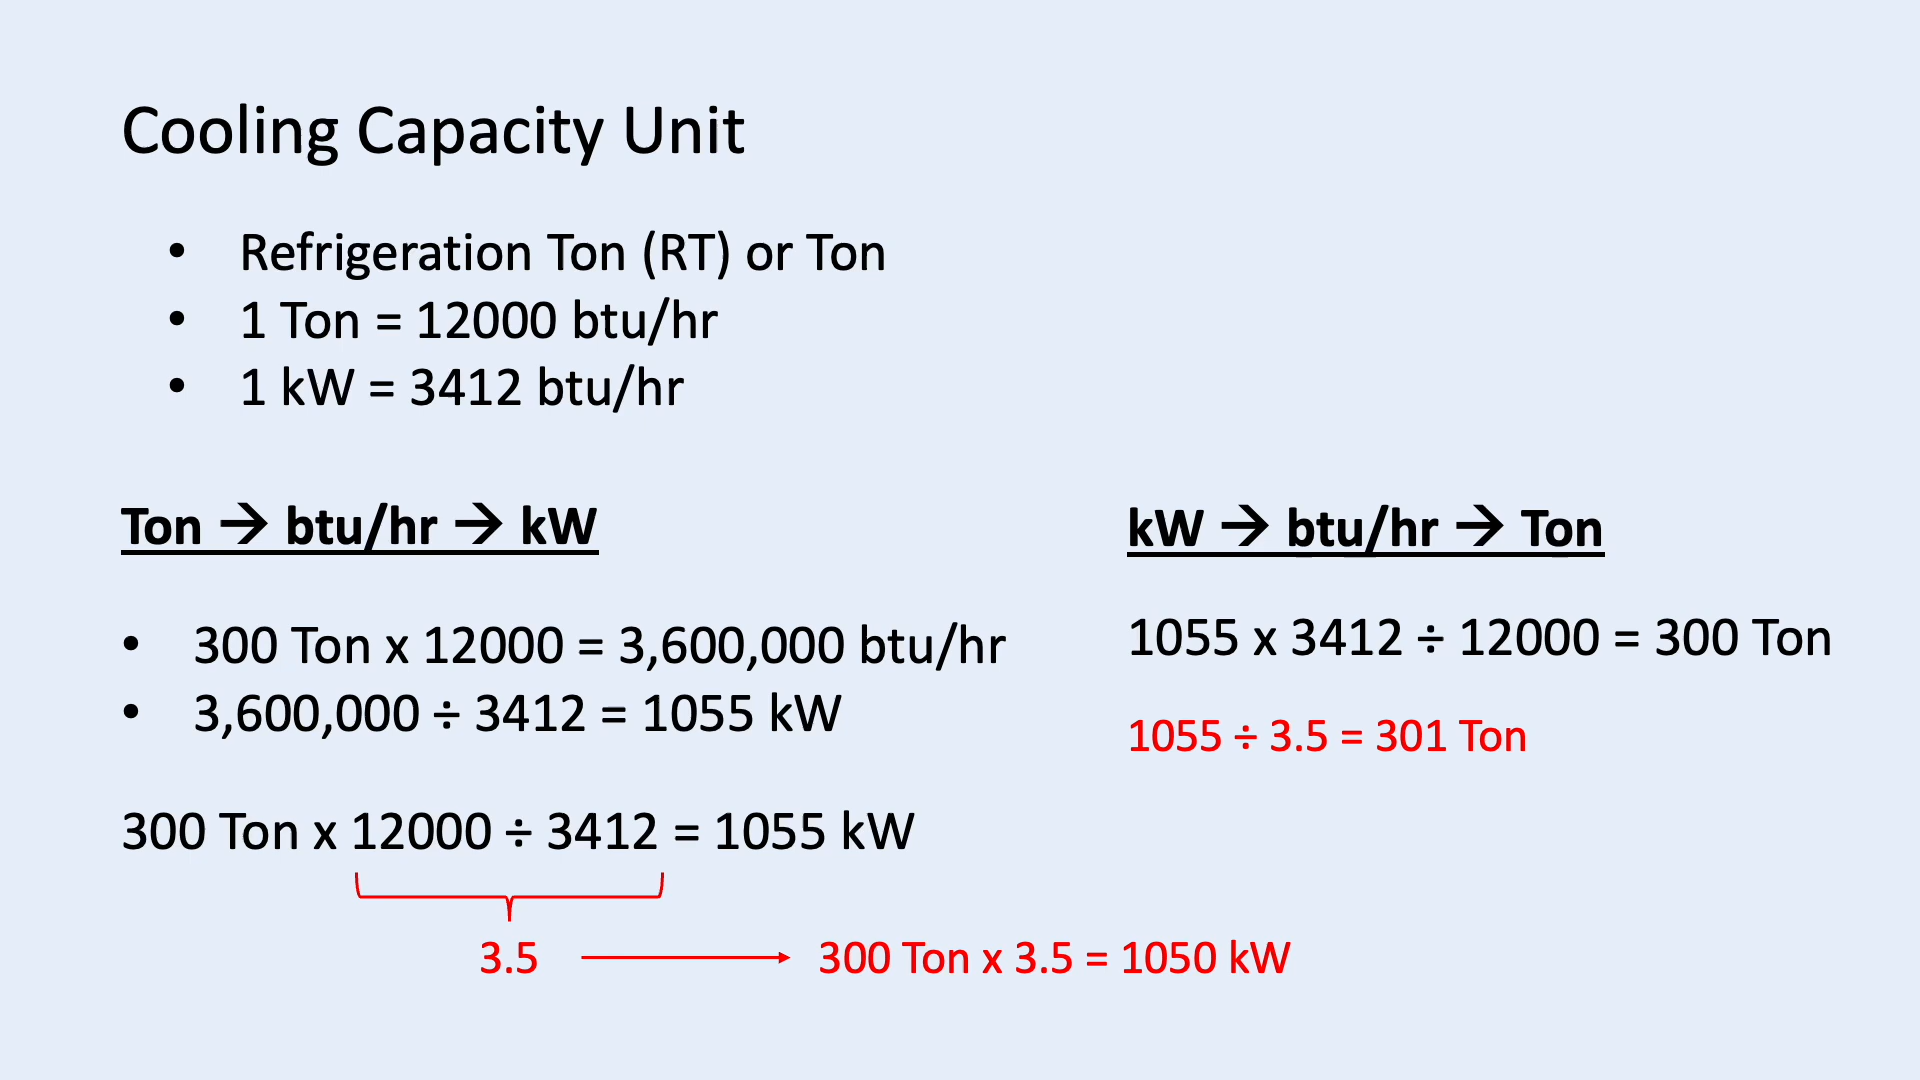 Cooling Capacity Unit
• Refrigeration Ton (RT) or Ton
• 1 Ton = 12000 btu/hr
• 1 kW = 3412 btu/hr
Ton → btu/hr → kW
• 300 Ton x 12000 = 3,600,000 btu/hr
• 3,600,000 ÷ 3412 = 1055 kW
300 Ton x 12000 ÷ 3412 = 1055 kW
3.5 → 300 Ton x 3.5 = 1050 kW
kW → btu/hr → Ton
1055 x 3412 ÷ 12000 = 300 Ton
1055 ÷ 3.5 = 301 Ton